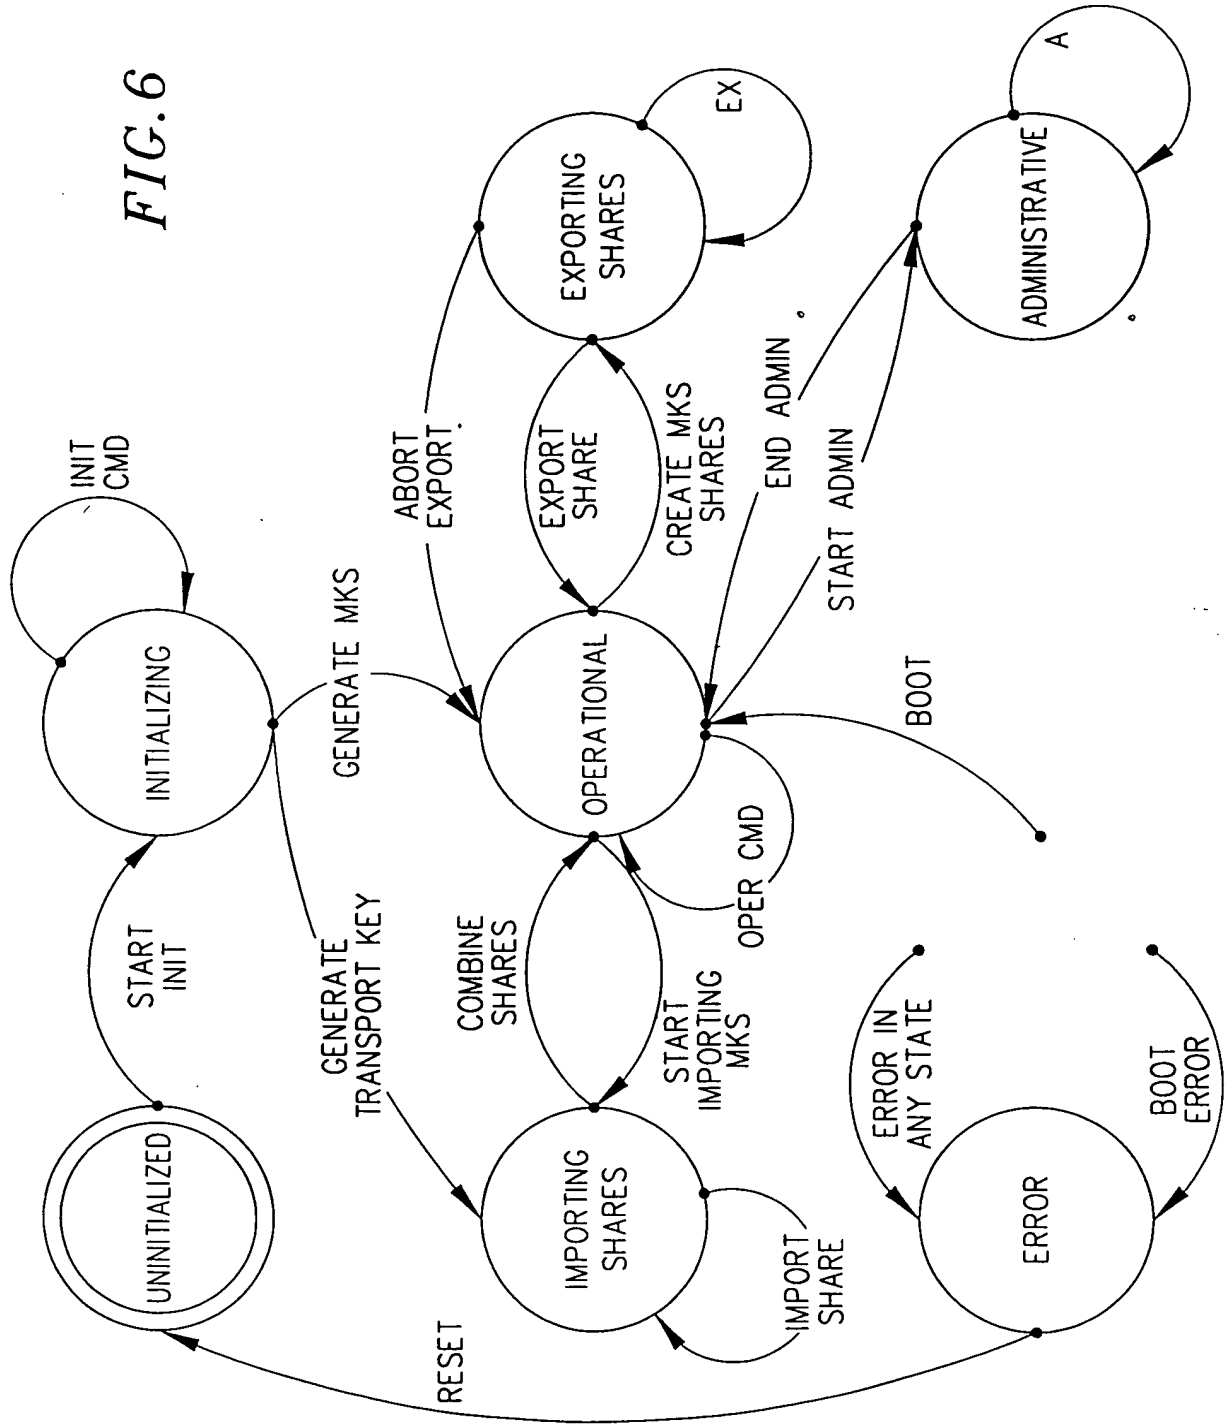 FIG.6
UNINITIALIZED
START
INIT
INITIALIZING
INIT
CMD
GENERATE MKS
GENERATE
TRANSPORT KEY
ABORT
EXPORT
RESET
IMPORTING
SHARES
COMBINE
SHARES
OPERATIONAL
EXPORT
SHARE
EXPORTING
SHARES
EX
START
IMPORTING
MKS
CREATE MKS
SHARES
IMPORT
SHARE
OPER CMD
END ADMIN
START ADMIN
ERROR IN
ANY STATE
BOOT
ERROR
BOOT
ERROR
ADMINISTRATIVE
A